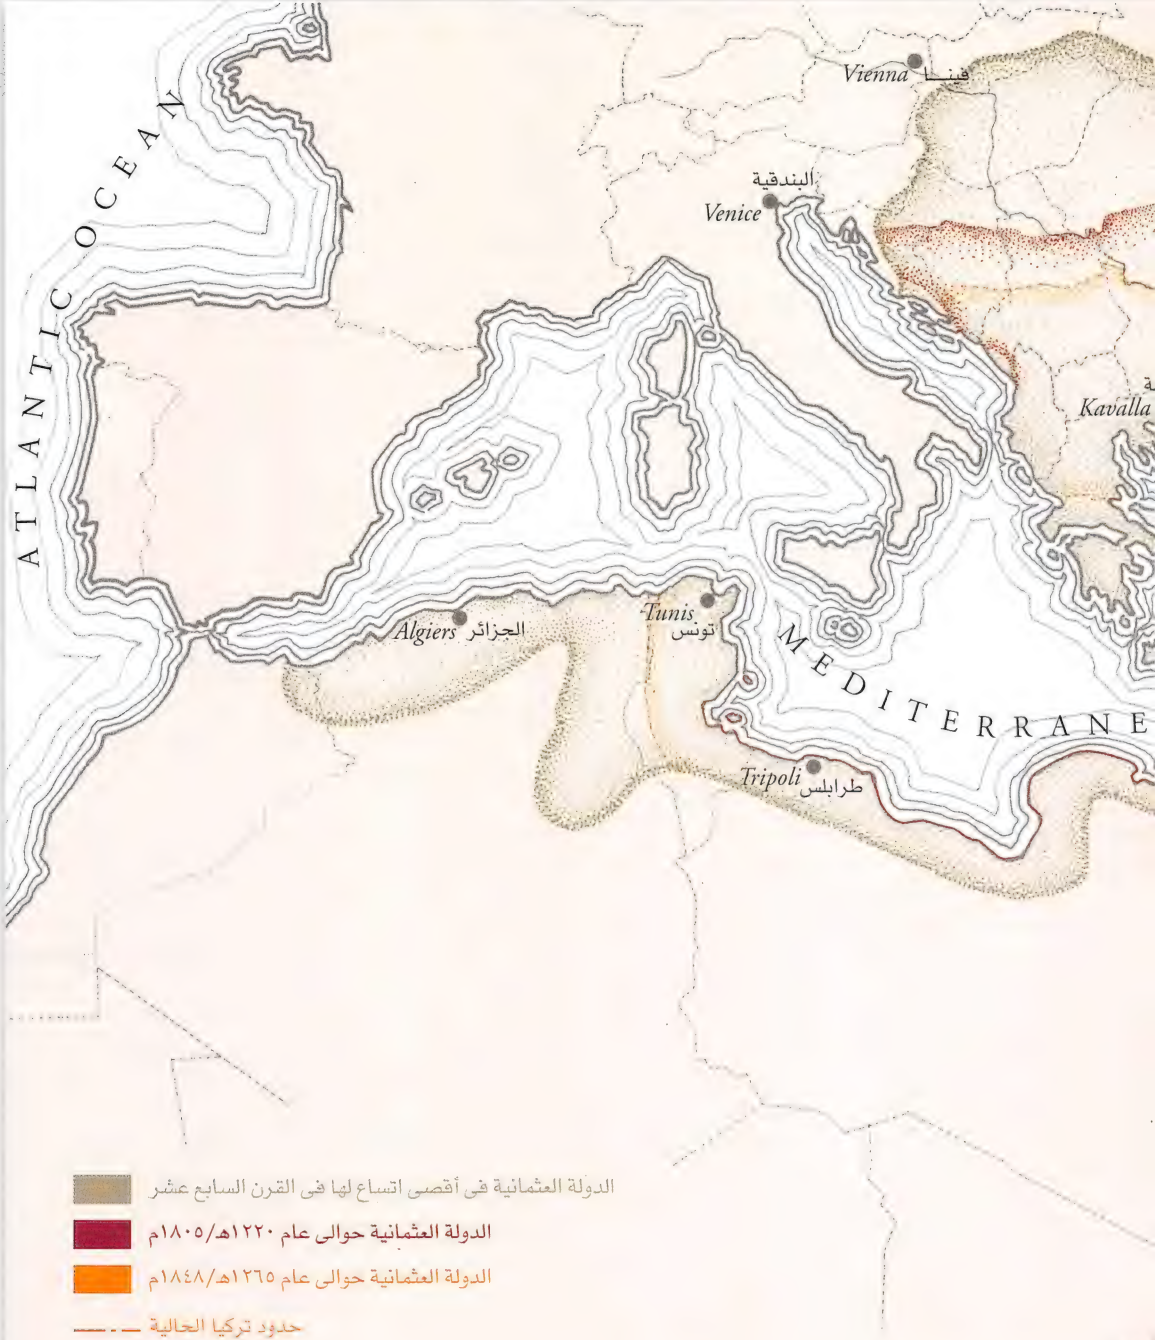 فينا
Vienna
البندقية
Venice
ATLANTIC OCEAN
Kavalla
Tunis
تونس
Algiers الجزائر
MEDITERRANE
Tripoli
طرابلس
الدولة العثمانية فى أقصى اتساع لها فى القرن السابع عشر
الدولة العثمانية حوالى عام ١٢٢٠هـ/١٨٠٥م
الدولة العثمانية حوالى عام ١٢٦٥هـ/١٨٤٨م
حدود تركيا الحالية